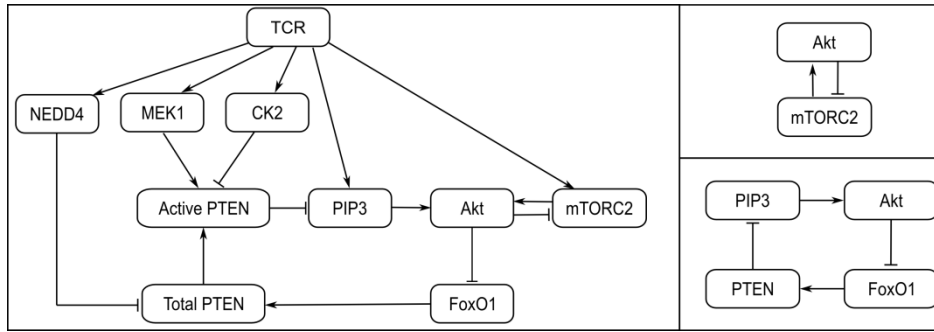 TCR
NEDD4
MEK1
CK2
Active PTEN
PIP3
Akt
mTORC2
Total PTEN
FoxO1
Akt
mTORC2
PIP3
Akt
PTEN
FoxO1